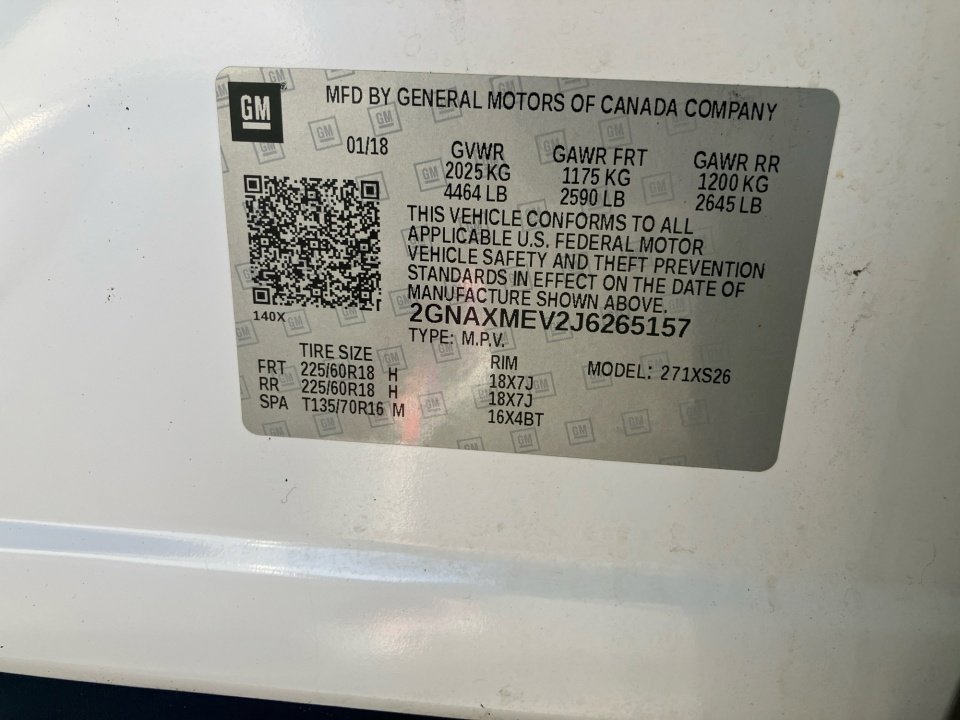 GM
MFD BY GENERAL MOTORS OF CANADA COMPANY
01/18 GVWR GAWR FRT GAWR RR
2025 KG 1175 KG 1200 KG
4464 LB 2590 LB 2645 LB
THIS VEHICLE CONFORMS TO ALL
APPLICABLE U.S. FEDERAL MOTOR
VEHICLE SAFETY AND THEFT PREVENTION
STANDARDS IN EFFECT ON THE DATE OF
MANUFACTURE SHOWN ABOVE.
140X
2GNAXMEV2J6265157
TYPE: M.P.V.
TIRE SIZE RIM MODEL: 271XS26
FRT 225/60R18 H 18X7J
RR 225/60R18 H 18X7J
SPA T135/70R16 M 16X4BT